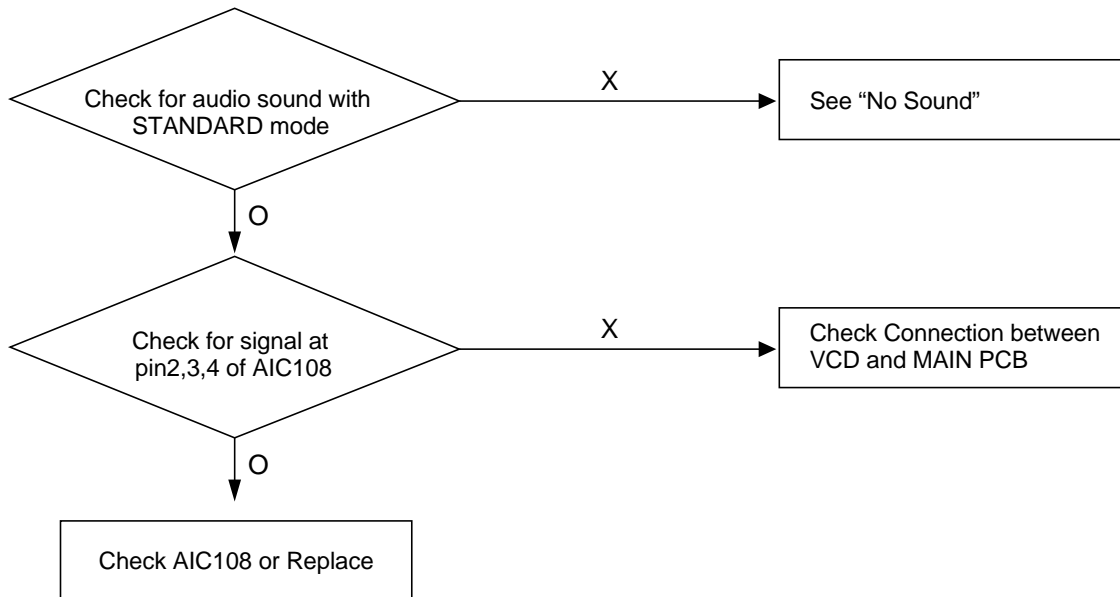 Check for audio sound with
STANDARD mode
X
See “No Sound”
O
Check for signal at
pin2,3,4 of AIC108
X
Check Connection between
VCD and MAIN PCB
O
Check AIC108 or Replace